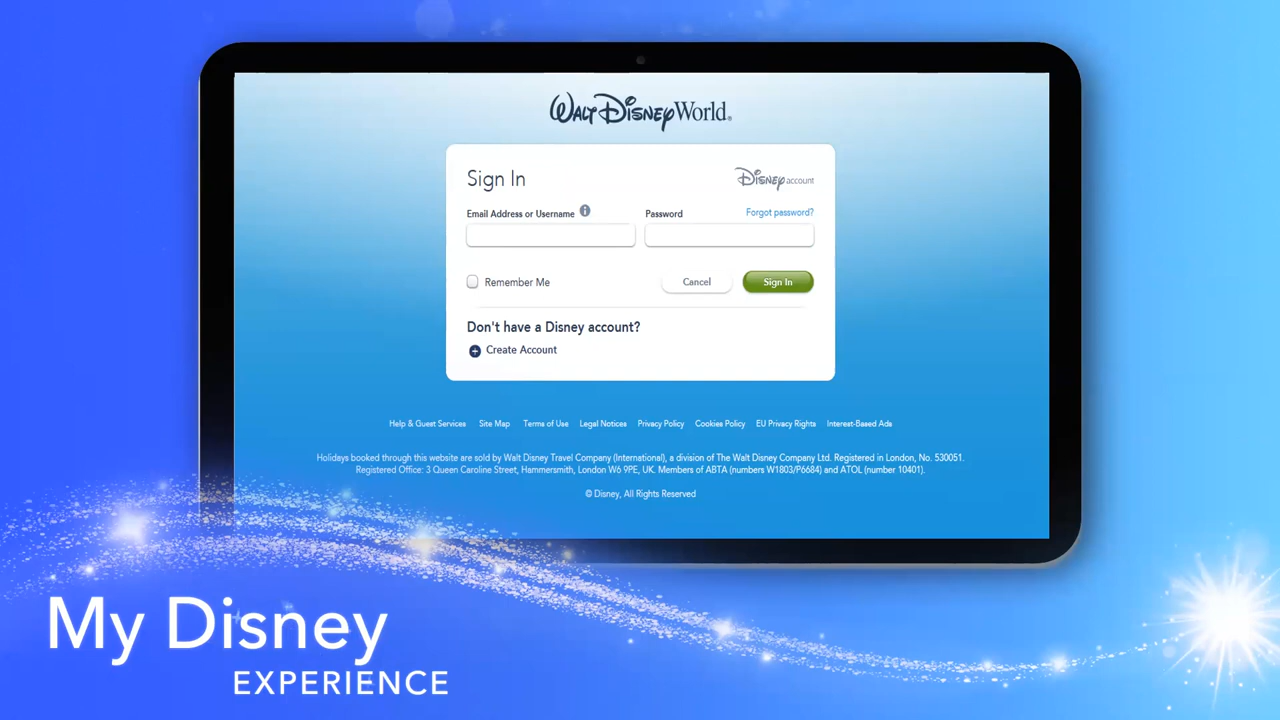 WALT DISNEY World®
Sign In
Disney account
Email Address or Username i
Password
Forgot password?
Remember Me
Cancel
Sign In
Don't have a Disney account?
Create Account
Help & Guest Services Site Map Terms of Use Legal Notices Privacy Policy Cookies Policy EU Privacy Rights Interest-Based Ads
Holidays booked through this website are sold by Walt Disney Travel Company (International), a division of The Walt Disney Company Ltd. Registered in London, No. 530051.
Registered Office: 3 Queen Caroline Street, Hammersmith, London W6 9PE, UK. Members of ABTA (numbers W1803/P6684) and ATOL (number 10401).
© Disney, All Rights Reserved
My Disney
EXPERIENCE